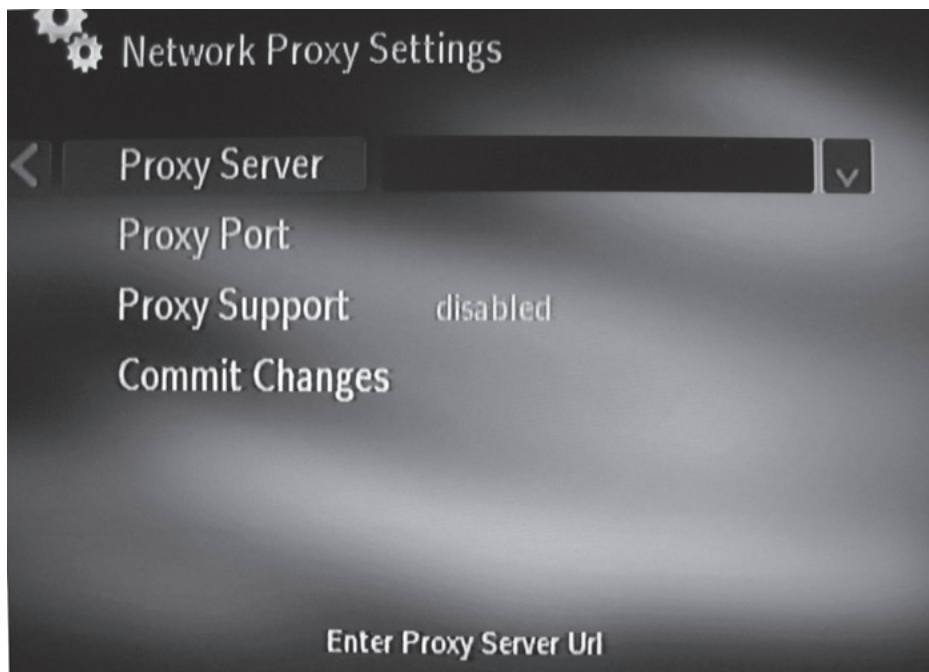 Network Proxy Settings
Proxy Server
Proxy Port
Proxy Support disabled
Commit Changes
Enter Proxy Server Url